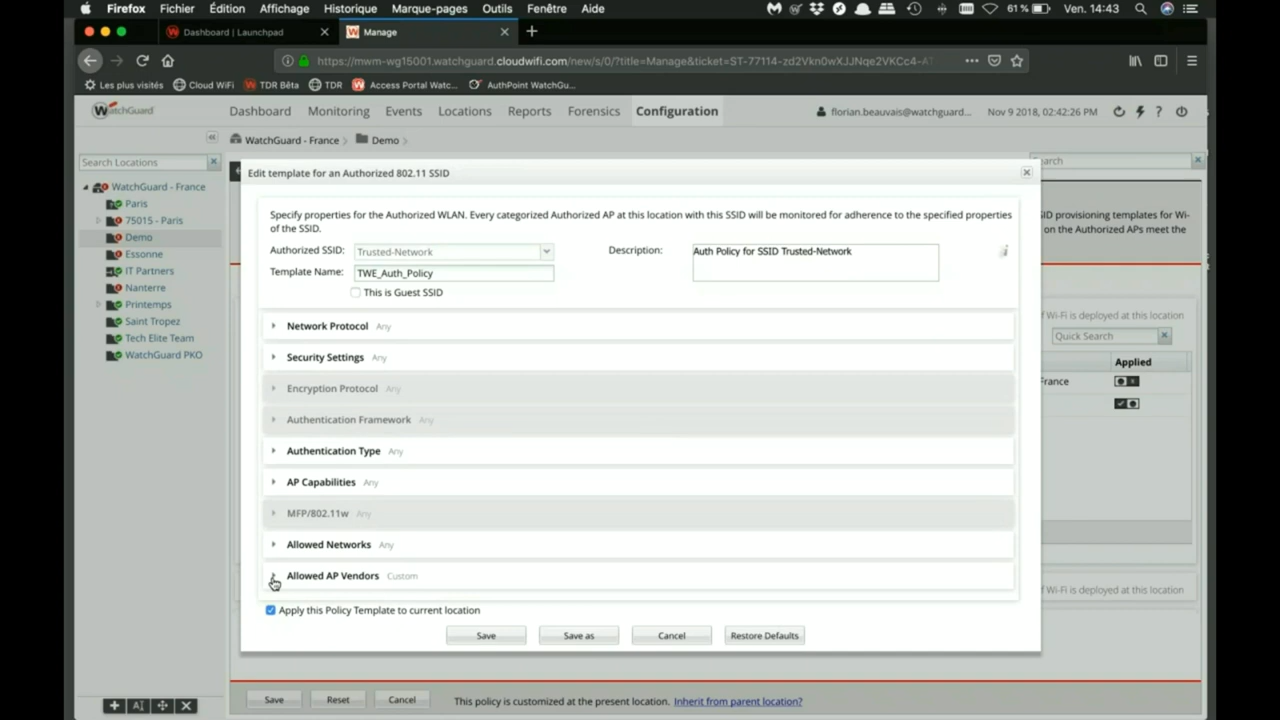 Firefox Fichier Édition Affichage Historique Marque-pages Outils Fenêtre Aide 61 % Ven. 14:43
Dashboard | Launchpad
Manage
https://mwm-wg15001.watchguard.cloudwifi.com/new/s/0/?title=Manage&ticket=ST-77114-zd2Vkn0wXJJNqe2VKCc4-A
Les plus visités Cloud WiFi TDR Bêta TDR Access Portal Watc... AuthPoint WatchGu...
WatchGuard Dashboard Monitoring Events Locations Reports Forensics Configuration florian.beauvais@watchguard... Nov 9 2018, 02:42:26 PM
WatchGuard - France Demo
Search Locations
earch
Edit template for an Authorized 802.11 SSID
WatchGuard - France
Paris
75015 - Paris
Demo
Essonne
IT Partners
Nanterre
Printemps
Saint Tropez
Tech Elite Team
WatchGuard PKO
Specify properties for the Authorized WLAN. Every categorized Authorized AP at this location with this SSID will be monitored for adherence to the specified properties
of the SSID.
Authorized SSID: Trusted-Network
Description: Auth Policy for SSID Trusted-Network
Template Name: TWE_Auth_Policy
This is Guest SSID
Network Protocol Any
Security Settings Any
Encryption Protocol Any
Authentication Framework Any
Authentication Type Any
AP Capabilities Any
MFP/802.11w Any
Allowed Networks Any
Allowed AP Vendors Custom
Apply this Policy Template to current location
Save Save as Cancel Restore Defaults
SID provisioning templates for Wi-
on the Authorized APs meet the
f Wi-Fi is deployed at this location
Quick Search
Applied
France
f Wi-Fi is deployed at this location
Save Reset Cancel This policy is customized at the present location. Inherit from parent location?